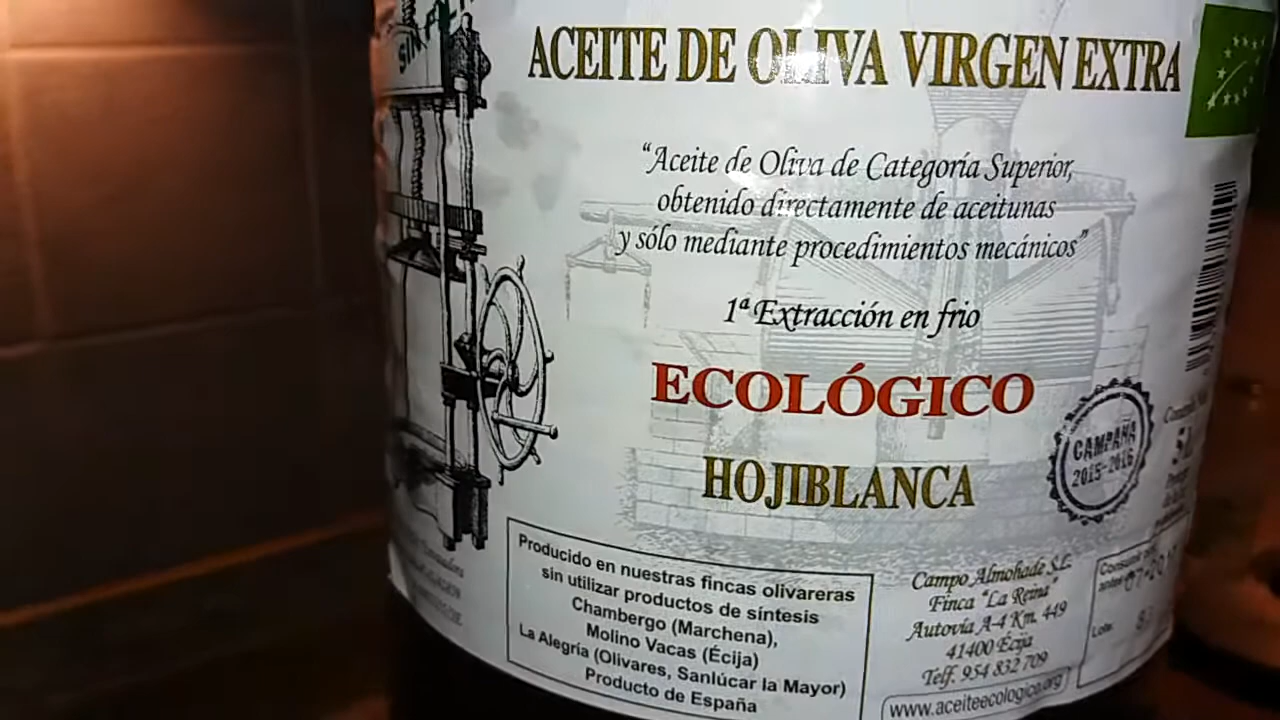 SIN
ACEITE DE OLIVA VIRGEN EXTRA
"Aceite de Oliva de Categoría Superior,
obtenido directamente de aceitunas
y sólo mediante procedimientos mecánicos"
1ª Extracción en frio
ECOLÓGICO
HOJIBLANCA
CAMPAÑA
2015-2016
Producido en nuestras fincas olivareras
sin utilizar productos de síntesis
Chambergo (Marchena),
Molino Vacas (Écija)
La Alegría (Olivares, Sanlúcar la Mayor)
Producto de España
Campo Almohade S.L.
Finca "La Reina"
Autovía A-4 Km. 449
41400 Écija
Telf. 954 832 709
www.aceiteecologico.org
Lote: